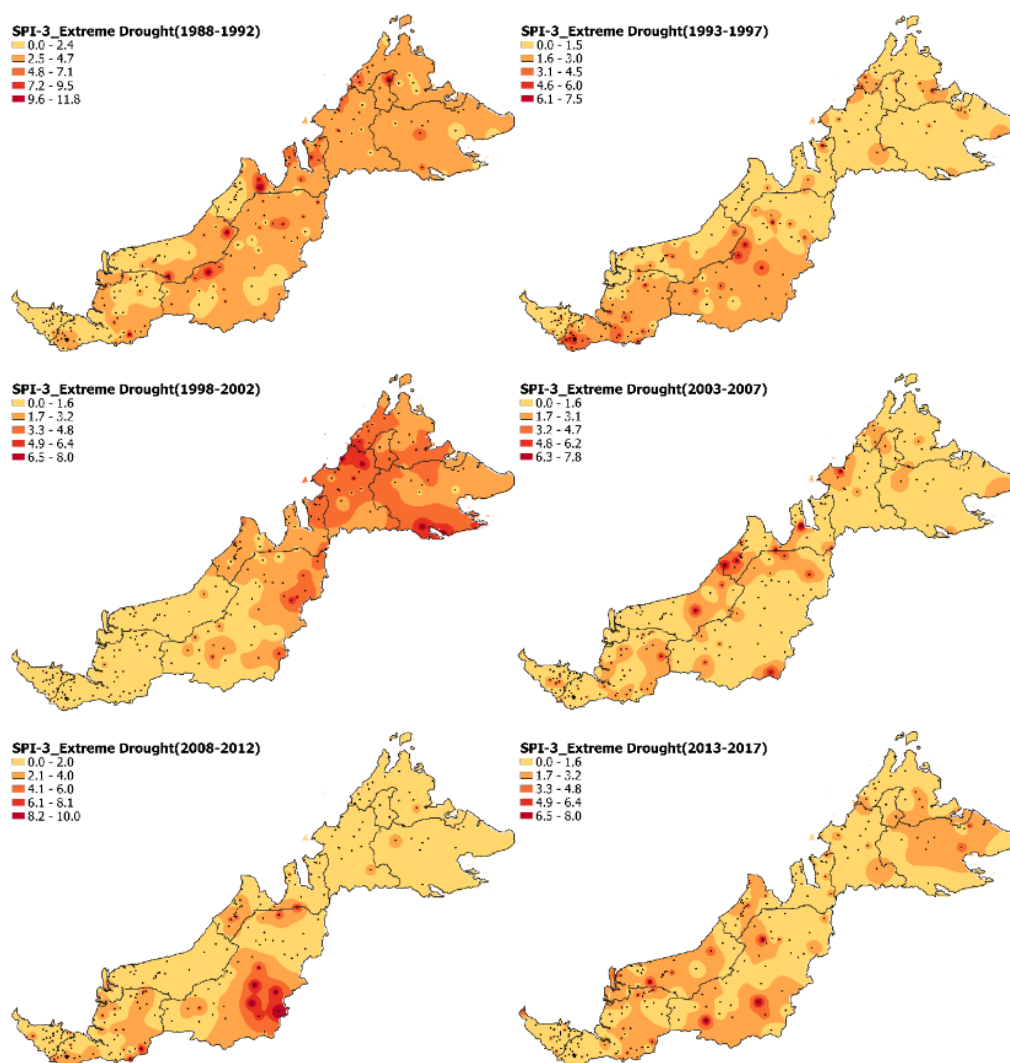 SPI-3_Extreme Drought(1988-1992)
0.0 - 2.4
2.5 - 4.7
4.8 - 7.1
7.2 - 9.5
9.6 - 11.8
SPI-3_Extreme Drought(1993-1997)
0.0 - 1.5
1.6 - 3.0
3.1 - 4.5
4.6 - 6.0
6.1 - 7.5
SPI-3_Extreme Drought(1998-2002)
0.0 - 1.6
1.7 - 3.2
3.3 - 4.8
4.9 - 6.4
6.5 - 8.0
SPI-3_Extreme Drought(2003-2007)
0.0 - 1.6
1.7 - 3.1
3.2 - 4.7
4.8 - 6.2
6.3 - 7.8
SPI-3_Extreme Drought(2008-2012)
0.0 - 2.0
2.1 - 4.0
4.1 - 6.0
6.1 - 8.1
8.2 - 10.0
SPI-3_Extreme Drought(2013-2017)
0.0 - 1.6
1.7 - 3.2
3.3 - 4.8
4.9 - 6.4
6.5 - 8.0